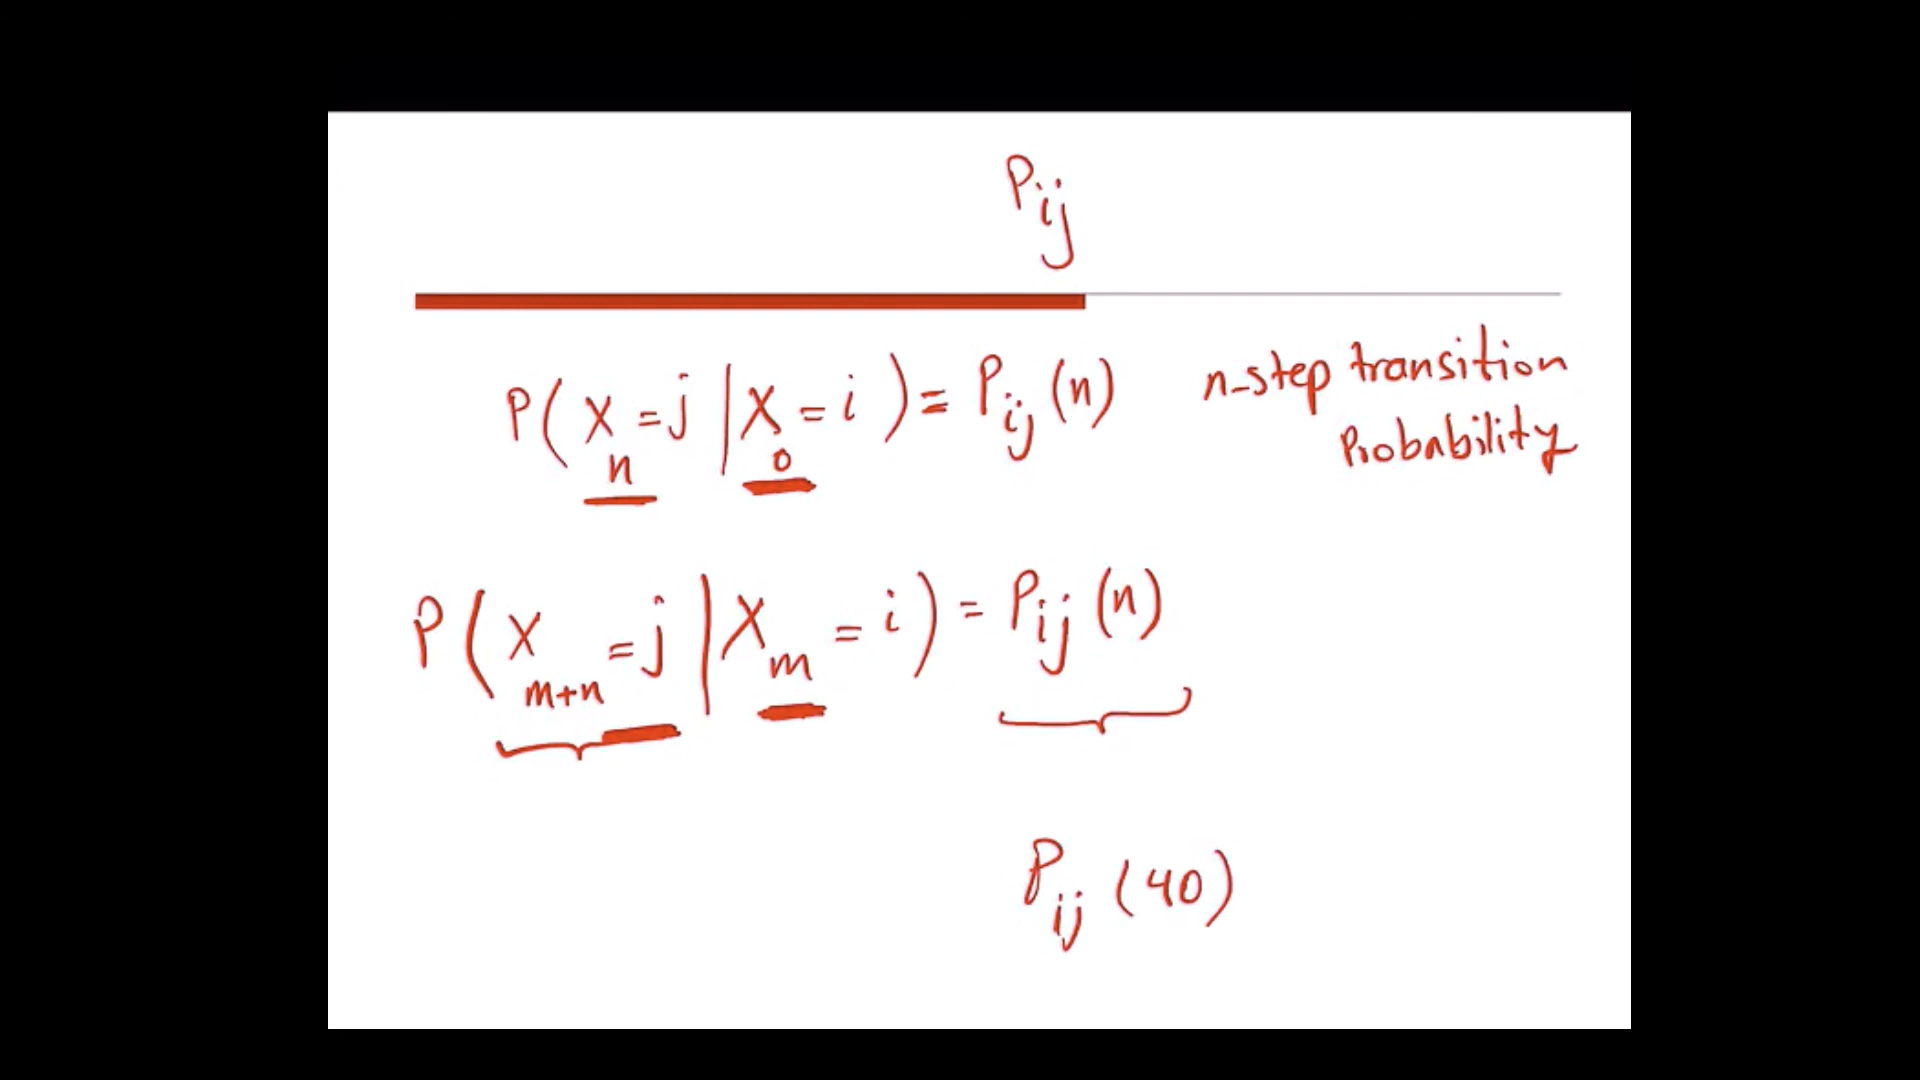 Pij
P(Xn=j|X0=i)=Pij(n) n-step transition
Probability
P(Xm+n=j|Xm=i)=Pij(n)
Pij(40)